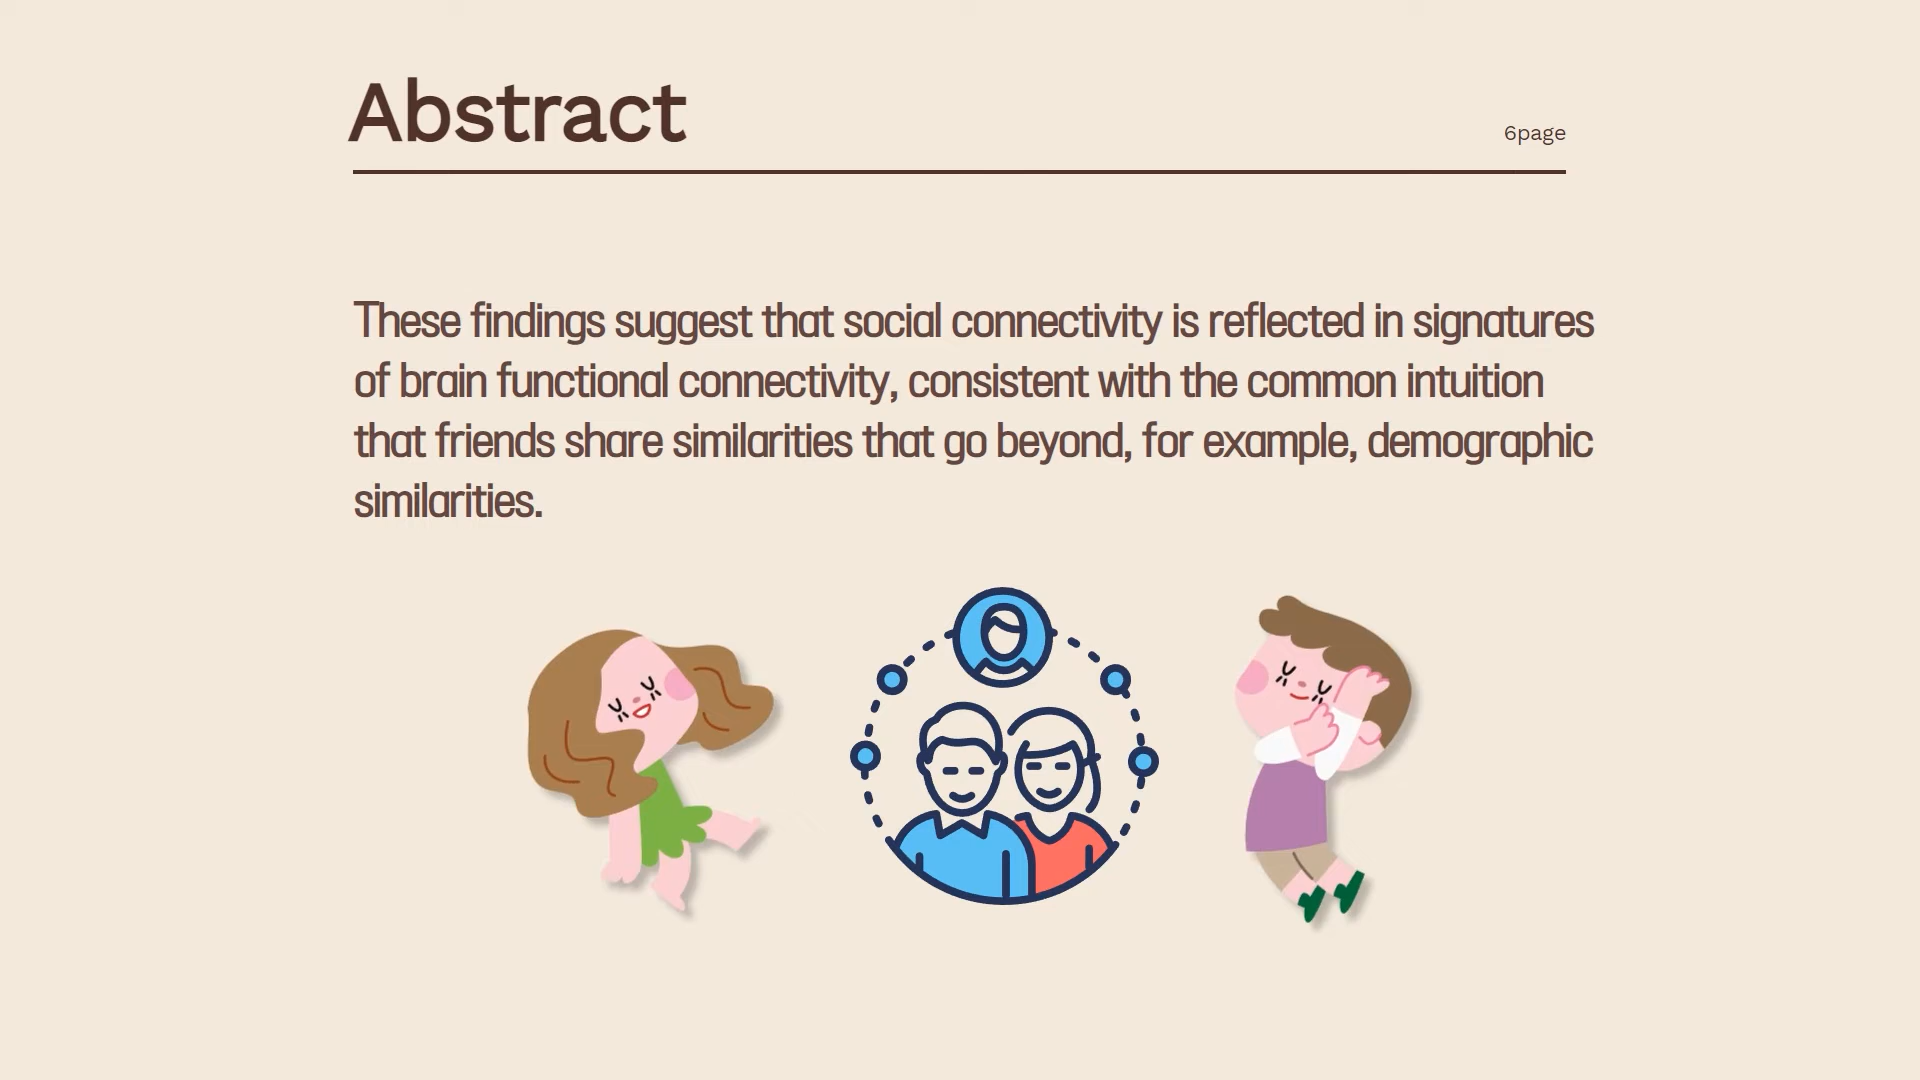 Abstract
6page
These findings suggest that social connectivity is reflected in signatures
of brain functional connectivity, consistent with the common intuition
that friends share similarities that go beyond, for example, demographic
similarities.